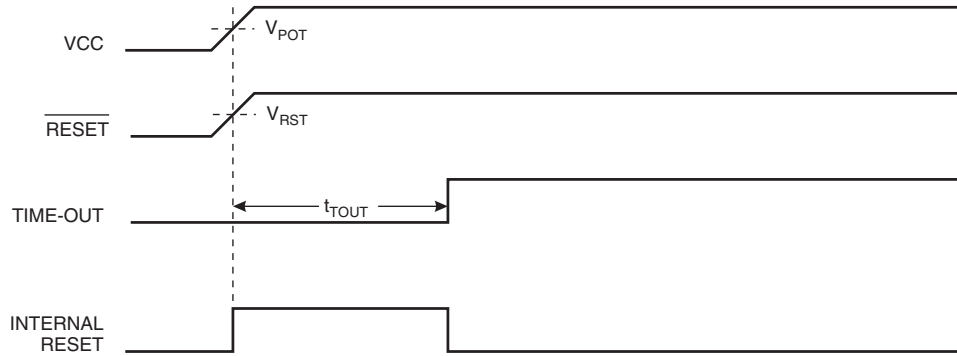 VCC
V_POT
RESET
V_RST
TIME-OUT
t_TOUT
INTERNAL
RESET